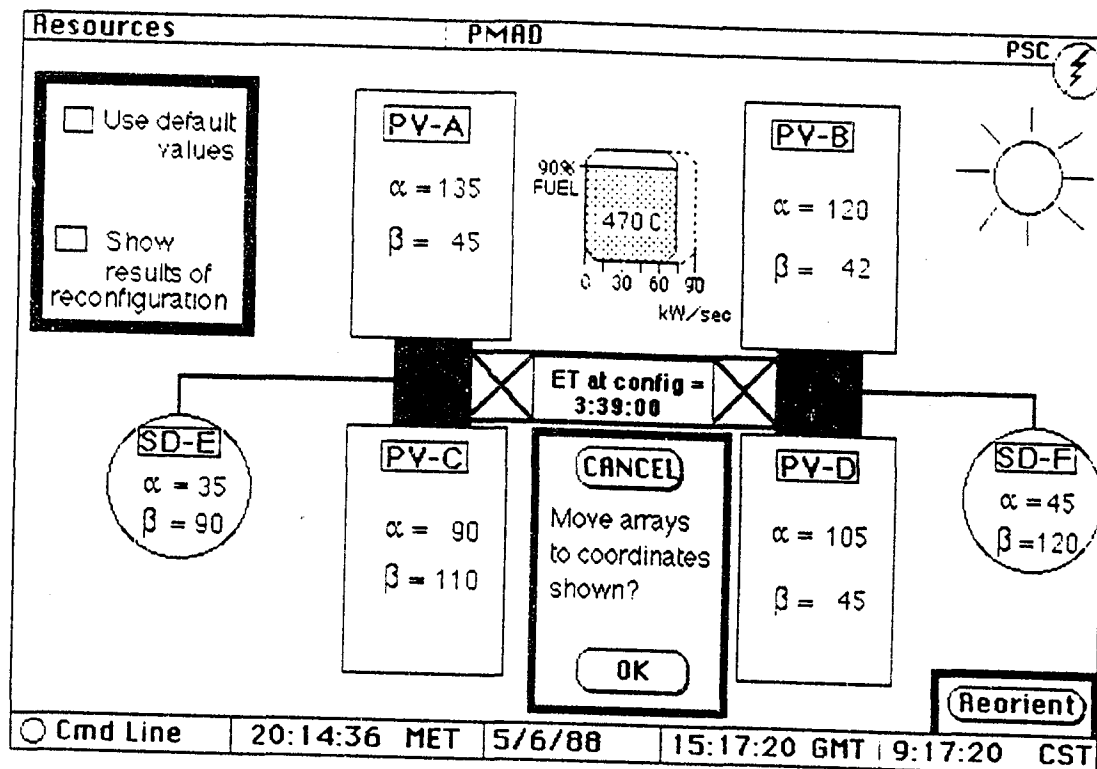 Resources
PMAD
PSC
Use default
values
Show
results of
reconfiguration
PV-A
α = 135
β = 45
90%
FUEL
470 C
0 30 60 90
kW/sec
PV-B
α = 120
β = 42
ET at config =
3:39:00
SD-E
α = 35
β = 90
PV-C
α = 90
β = 110
CANCEL
Move arrays
to coordinates
shown?
OK
PV-D
α = 105
β = 45
SD-F
α = 45
β = 120
Reorient
Cmd Line
20:14:36 MET
5/6/88
15:17:20 GMT
9:17:20 CST